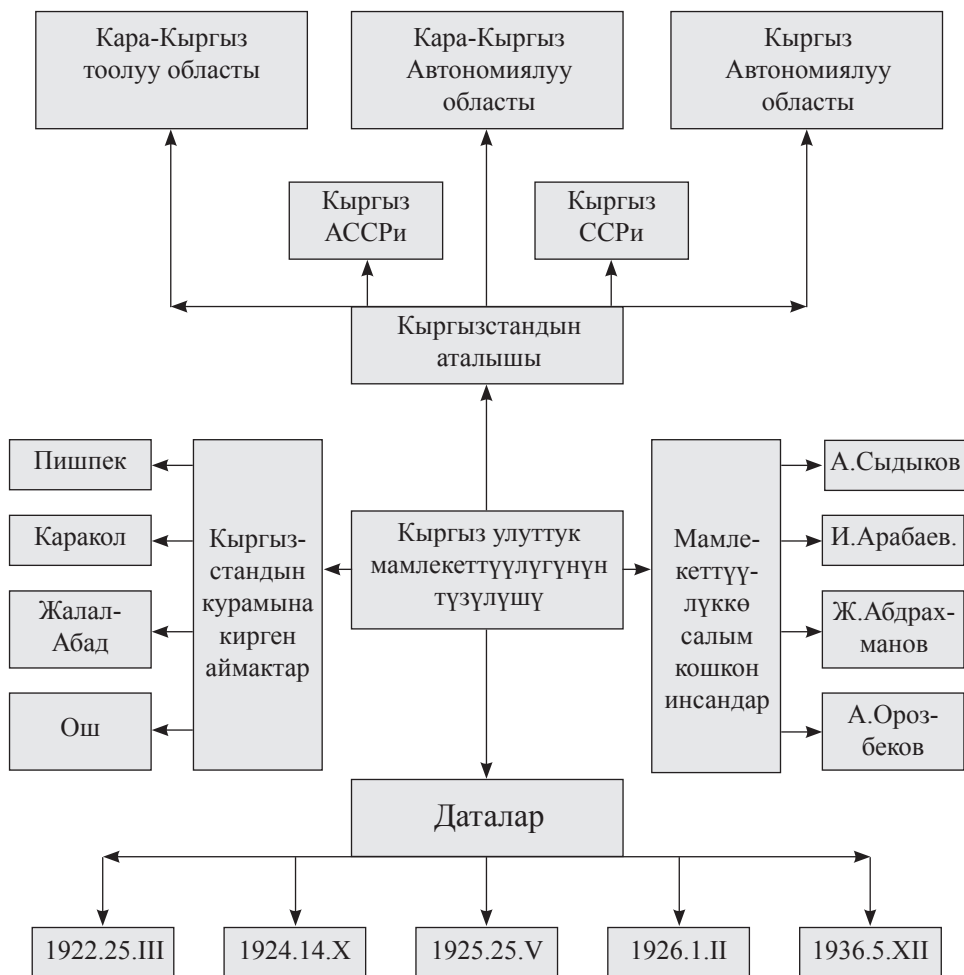 Кара-Кыргыз
тоолуу областы
Кара-Кыргыз
Автономиялуу
областы
Кыргыз
Автономиялуу
областы
Кыргыз
АССРи
Кыргыз
ССРи
Кыргызстандын
аталышы
Пишпек
Каракол
Жалал-
Абад
Ош
Кыргыз-
стандын
курамына
кирген
аймактар
Кыргыз улуттук
мамлекеттүүлүгүнүн
түзүлүшү
Мамле-
кеттүү-
лүккө
салым
кошкон
инсандар
А.Сыдыков
И.Арабаев.
Ж.Абдрах-
манов
А.Ороз-
беков
Даталар
1922.25.III
1924.14.X
1925.25.V
1926.1.II
1936.5.XII